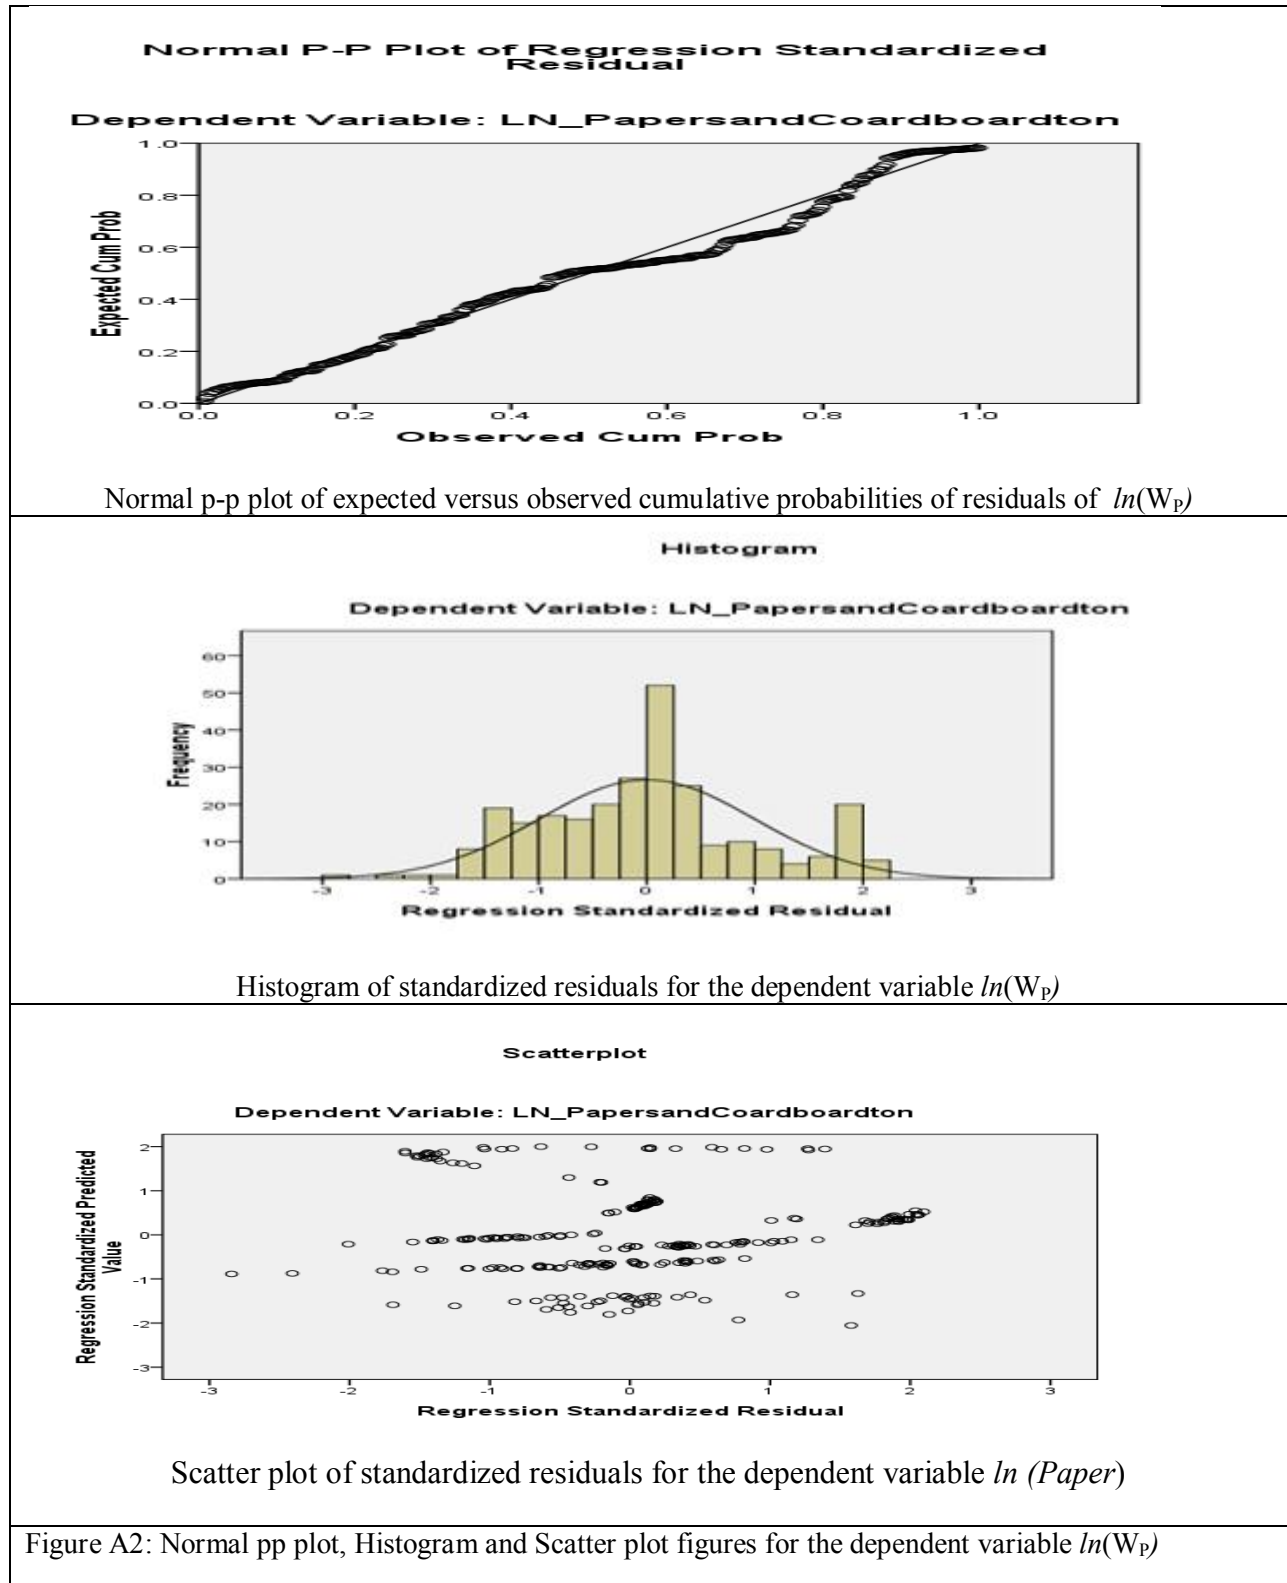 Normal P-P Plot of Regression Standardized
Residual
Dependent Variable: LN_PapersandCoardboardton
1.0
0.8
0.6
0.4
0.2
0.0
Expected Cum Prob
0.0 0.2 0.4 0.6 0.8 1.0
Observed Cum Prob
Normal p-p plot of expected versus observed cumulative probabilities of residuals of ln(WP)
Histogram
Dependent Variable: LN_PapersandCoardboardton
60
50
40
30
20
10
0
Frequency
-3 -2 -1 0 1 2 3
Regression Standardized Residual
Histogram of standardized residuals for the dependent variable ln(WP)
Scatterplot
Dependent Variable: LN_PapersandCoardboardton
2
1
0
-1
-2
-3
Regression Standardized Predicted
Value
-3 -2 -1 0 1 2 3
Regression Standardized Residual
Scatter plot of standardized residuals for the dependent variable ln (Paper)
Figure A2: Normal pp plot, Histogram and Scatter plot figures for the dependent variable ln(WP)